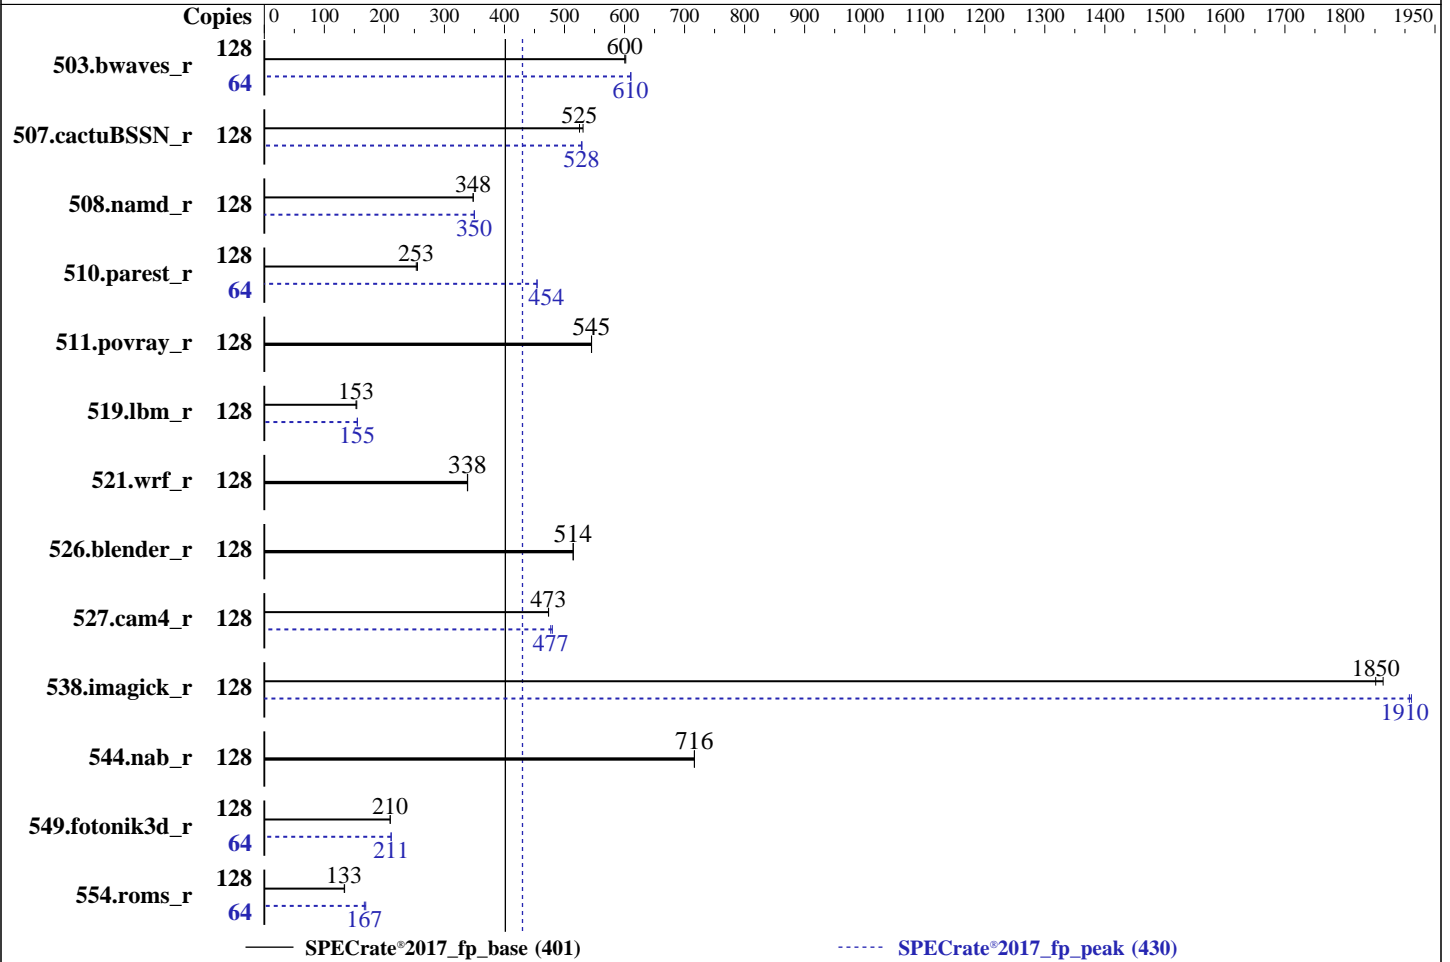 Copies 0 100 200 300 400 500 600 700 800 900 1000 1100 1200 1300 1400 1500 1600 1700 1800 1950
503.bwaves_r 128 600
64 610
507.cactuBSSN_r 128 525
528
508.namd_r 128 348
350
510.parest_r 128 253
64 454
511.povray_r 128 545
519.lbm_r 128 153
155
521.wrf_r 128 338
526.blender_r 128 514
527.cam4_r 128 473
477
538.imagick_r 128 1850
1910
544.nab_r 128 716
549.fotonik3d_r 128 210
64 211
554.roms_r 128 133
64 167
SPECrate®2017_fp_base (401) SPECrate®2017_fp_peak (430)